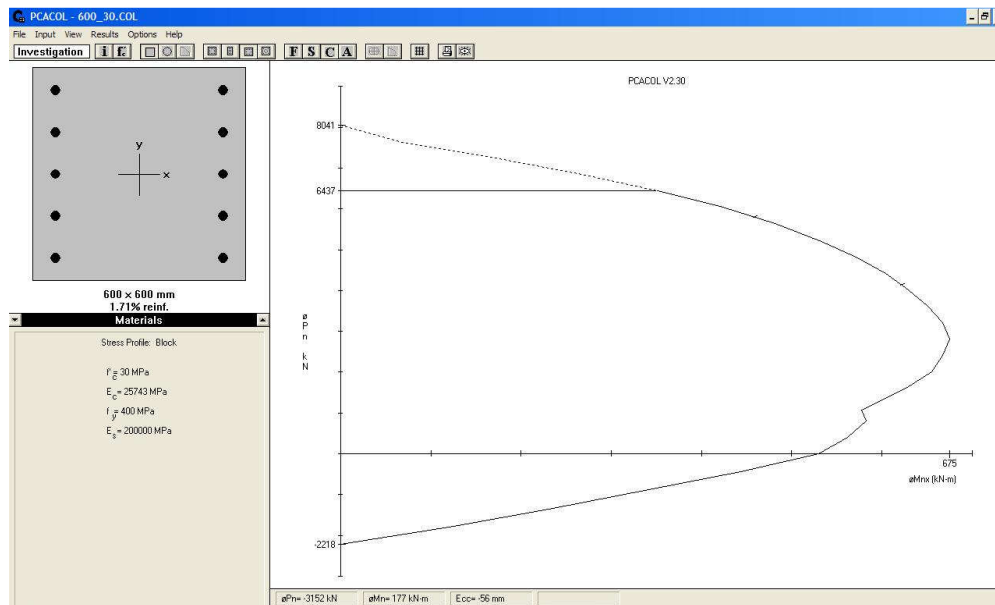 PCACOL - 600_30.COL
File Input View Results Options Help
Investigation i f'c F S C A
y
x
600 x 600 mm
1.71% reinf.
Materials
Stress Profile: Block
f'c = 30 MPa
Ec = 25743 MPa
fy = 400 MPa
Es = 200000 MPa
PCACOL V2.30
8041
6437
ø
P
n
k
N
675
øMnx (kN-m)
-2218
øPn= -3152 kN øMn= 177 kN-m Ecc= -56 mm